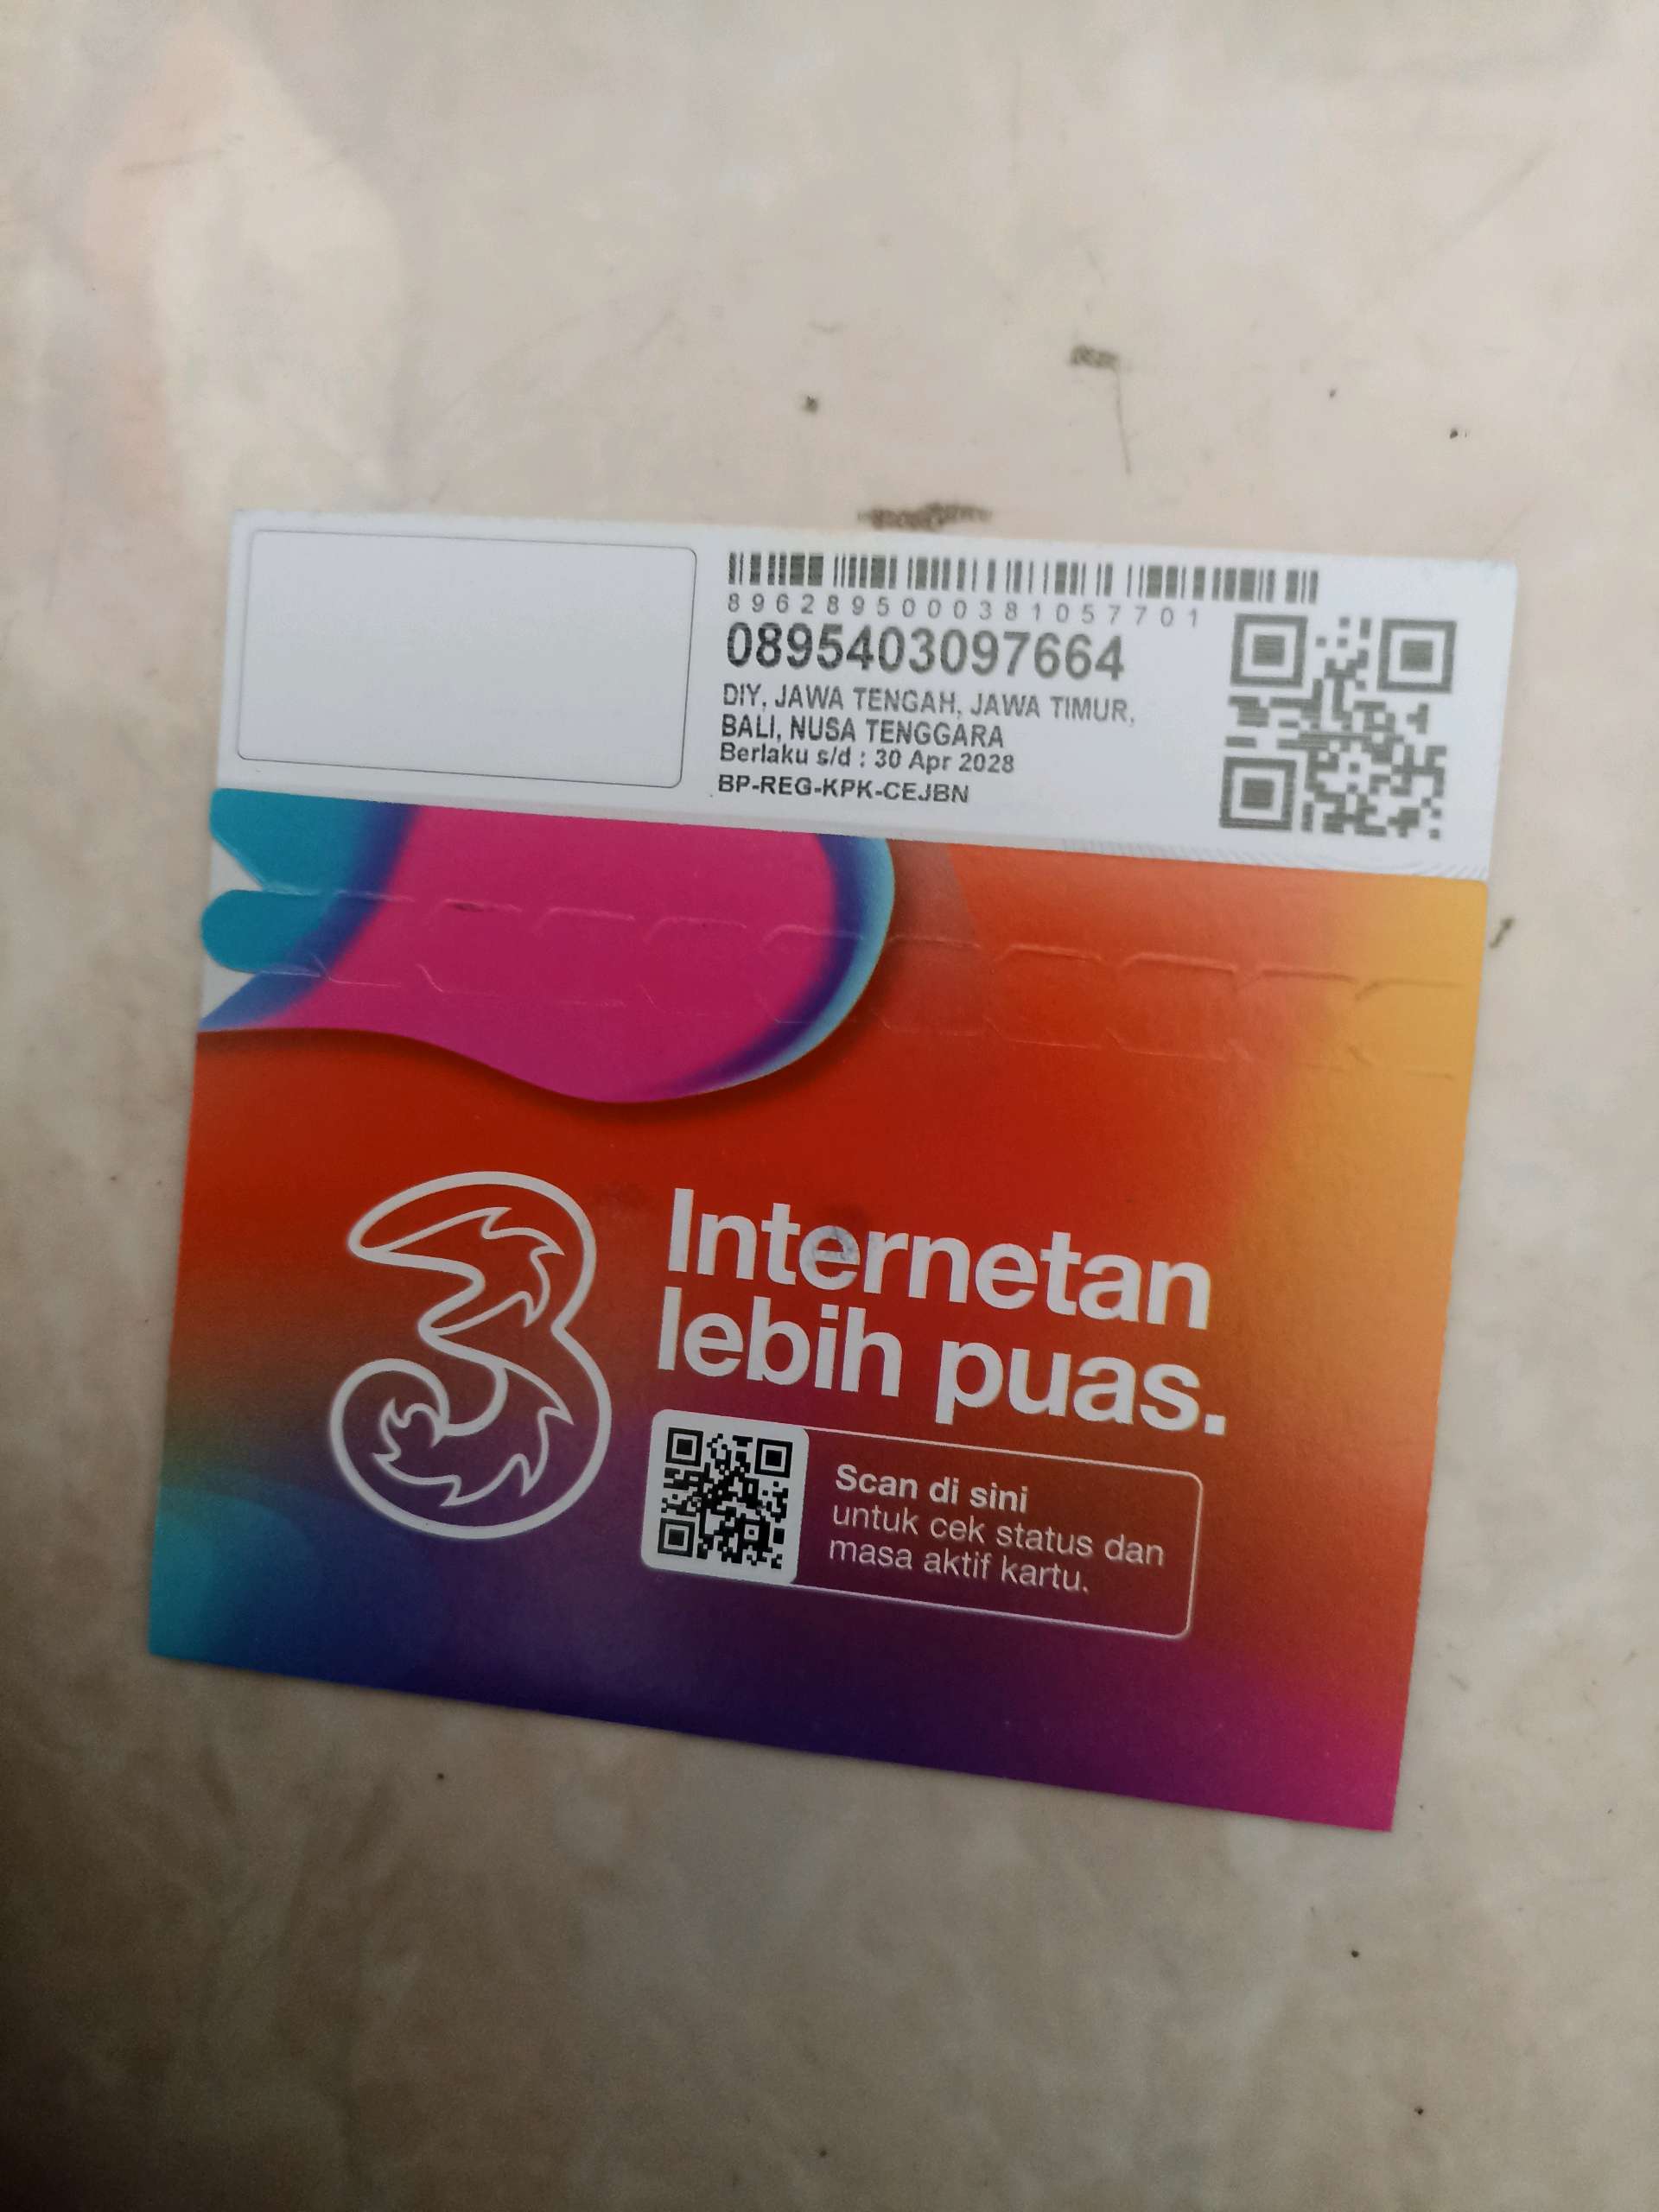 8962895000381057701
0895403097664
DIY, JAWA TENGAH, JAWA TIMUR,
BALI, NUSA TENGGARA
Berlaku s/d : 30 Apr 2028
BP-REG-KPK-CEJBN
3
Internetan
lebih puas.
Scan di sini
untuk cek status dan
masa aktif kartu.